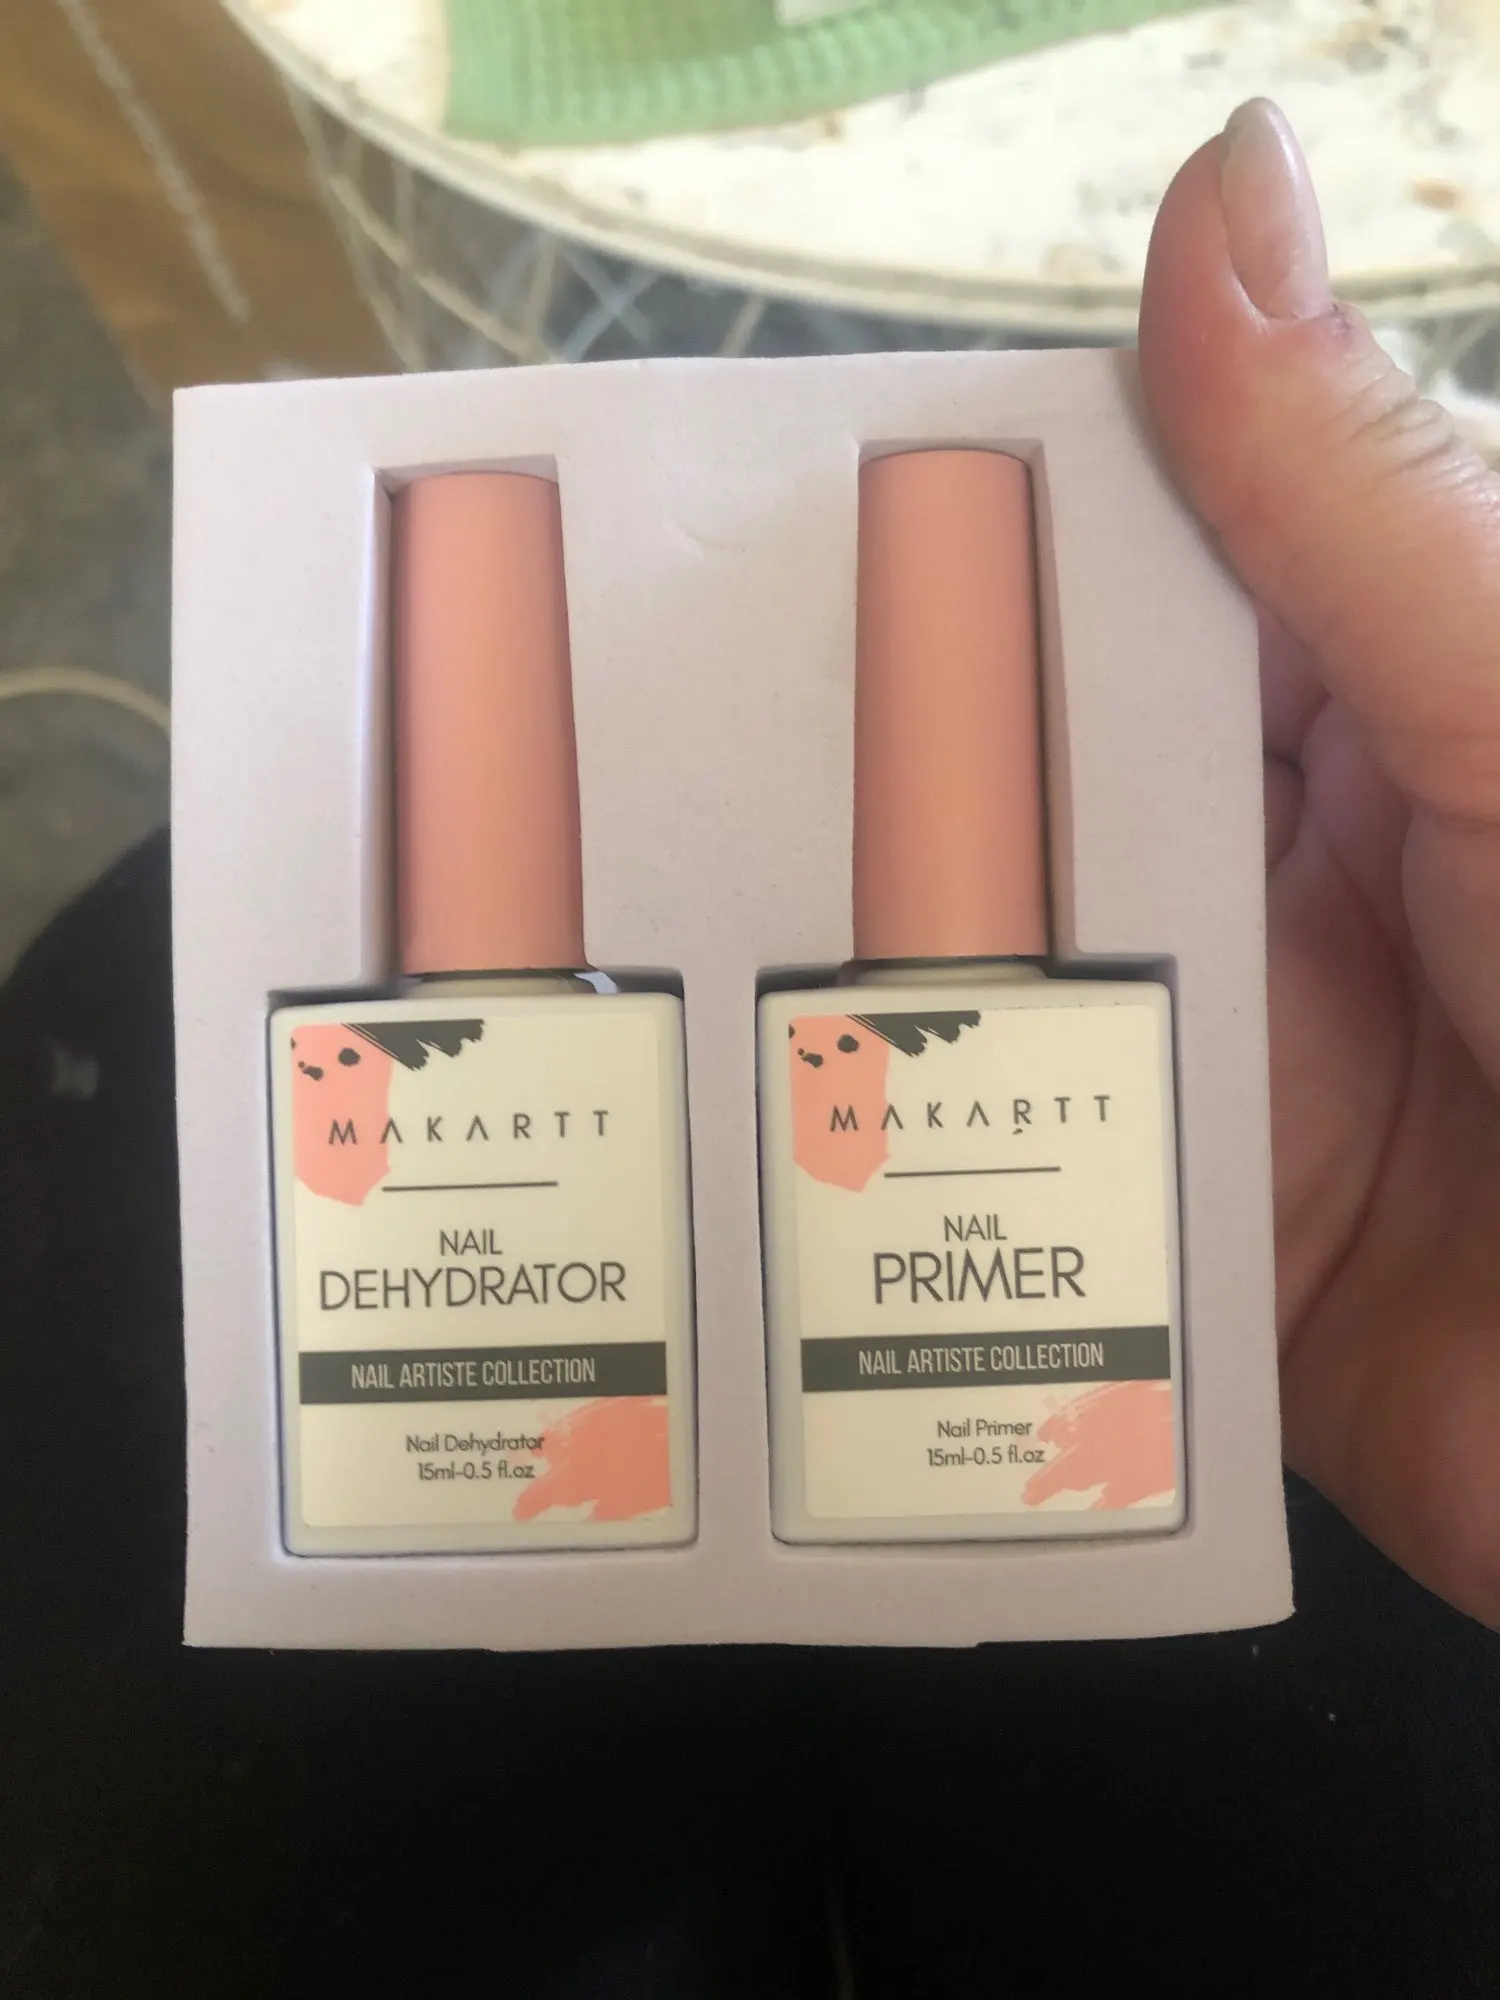 MAKARTT
NAIL
DEHYDRATOR
NAIL ARTISTE COLLECTION
Nail Dehydrator
15ml-0.5 fl.oz
MAKARTT
NAIL
PRIMER
NAIL ARTISTE COLLECTION
Nail Primer
15ml-0.5 fl.oz